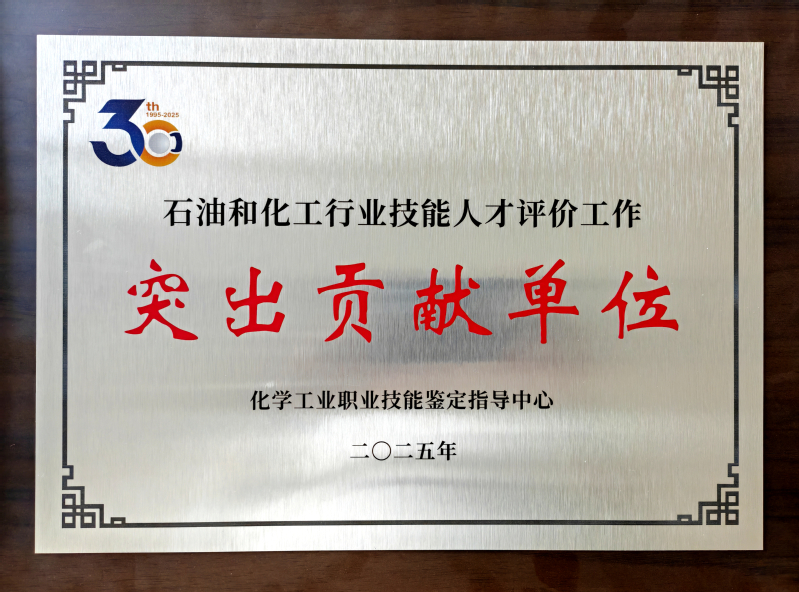 30th
1995-2025
石油和化工行业技能人才评价工作
突出贡献单位
化学工业职业技能鉴定指导中心
二〇二五年